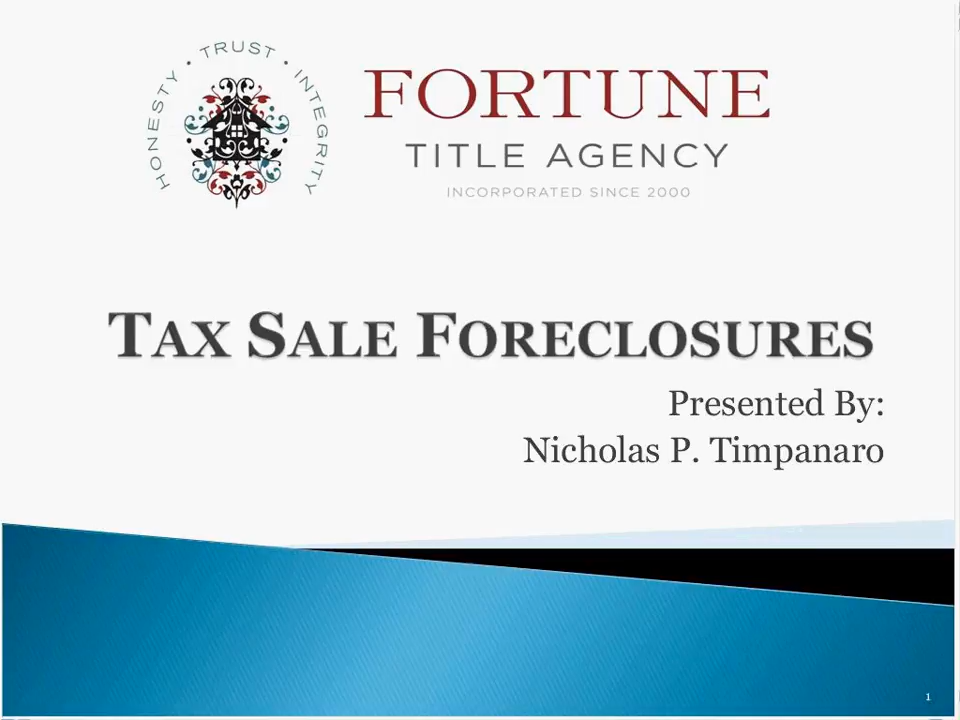 HONESTY • TRUST • INTEGRITY
FORTUNE
TITLE AGENCY
INCORPORATED SINCE 2000
TAX SALE FORECLOSURES
Presented By:
Nicholas P. Timpanaro
1